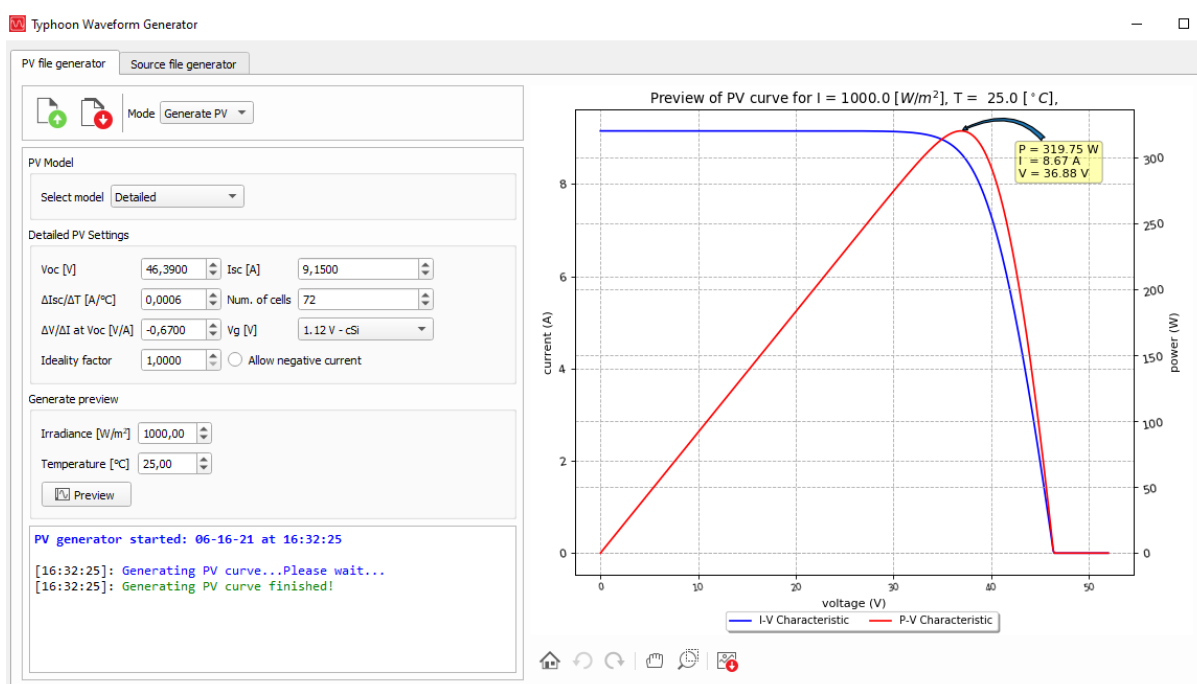 Typhoon Waveform Generator
PV file generator
Source file generator
Mode Generate PV
PV Model
Select model Detailed
Detailed PV Settings
Voc [V] 46,3900 Isc [A] 9,1500
ΔIsc/ΔT [A/°C] 0,0006 Num. of cells 72
ΔV/ΔI at Voc [V/A] -0,6700 Vg [V] 1.12 V - cSi
Ideality factor 1,0000 Allow negative current
Generate preview
Irradiance [W/m²] 1000,00
Temperature [°C] 25,00
Preview
PV generator started: 06-16-21 at 16:32:25
[16:32:25]: Generating PV curve...Please wait...
[16:32:25]: Generating PV curve finished!
Preview of PV curve for I = 1000.0 [W/m²], T =  25.0 [°C],
P = 319.75 W
I = 8.67 A
V = 36.88 V
current (A)
8
6
4
2
0
power (W)
300
250
200
150
100
50
0
0 10 20 30 40 50
voltage (V)
I-V Characteristic P-V Characteristic